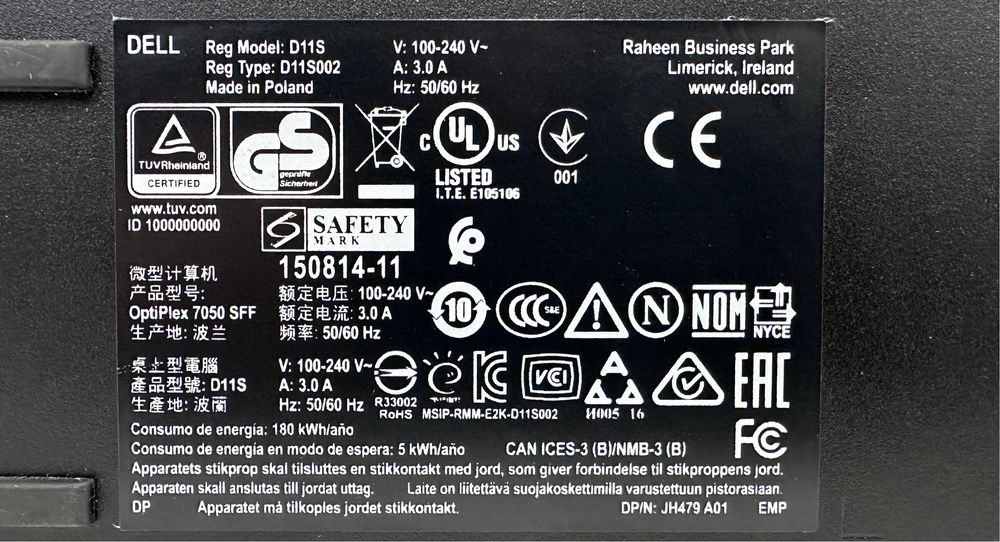 DELL
Reg Model: D11S
Reg Type: D11S002
Made in Poland
V: 100-240 V~
A: 3.0 A
Hz: 50/60 Hz
Raheen Business Park
Limerick, Ireland
www.dell.com
TUVRheinland
®
CERTIFIED
GS
geprüfte
Sicherheit
C UL US
LISTED
I.T.E. E105106
001
CE
www.tuv.com
ID 1000000000
SAFETY
MARK
150814-11
微型计算机
产品型号:
OptiPlex 7050 SFF
生产地: 波兰
额定电压: 100-240 V~
额定电流: 3.0 A
频率: 50/60 Hz
10
CCC S&E
N
NOM
NYCE
桌上型電腦
產品型號: D11S
生產地: 波蘭
V: 100-240 V~
A: 3.0 A
Hz: 50/60 Hz
R33002
RoHS
MSIP-RMM-E2K-D11S002
VCI
И005 16
EAC
FC
Consumo de energía: 180 kWh/año
Consumo de energía en modo de espera: 5 kWh/año
CAN ICES-3 (B)/NMB-3 (B)
Apparatets stikprop skal tilsluttes en stikkontakt med jord, som giver forbindelse til stikproppens jord.
Apparaten skall anslutas till jordat uttag.
Laite on liitettävä suojakoskettimilla varustettuun pistorasiaan.
DP
Apparatet må tilkoples jordet stikkontakt.
DP/N: JH479 A01
EMP